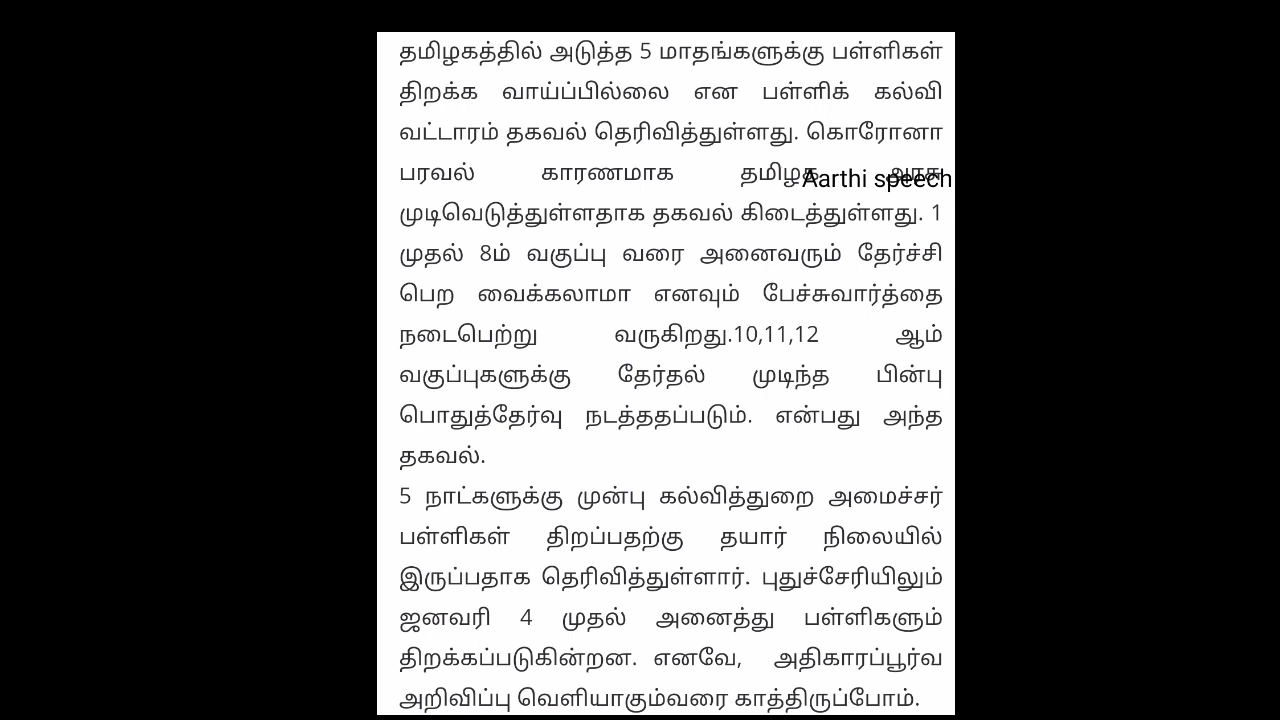 தமிழகத்தில் அடுத்த 5 மாதங்களுக்கு பள்ளிகள்
திறக்க வாய்ப்பில்லை என பள்ளிக் கல்வி
வட்டாரம் தகவல் தெரிவித்துள்ளது. கொரோனா
பரவல் காரணமாக தமிழக அரசு
Aarthi speech
முடிவெடுத்துள்ளதாக தகவல் கிடைத்துள்ளது. 1
முதல் 8ம் வகுப்பு வரை அனைவரும் தேர்ச்சி
பெற வைக்கலாமா எனவும் பேச்சுவார்த்தை
நடைபெற்று வருகிறது.10,11,12 ஆம்
வகுப்புகளுக்கு தேர்தல் முடிந்த பின்பு
பொதுத்தேர்வு நடத்ததப்படும். என்பது அந்த
தகவல்.
5 நாட்களுக்கு முன்பு கல்வித்துறை அமைச்சர்
பள்ளிகள் திறப்பதற்கு தயார் நிலையில்
இருப்பதாக தெரிவித்துள்ளார். புதுச்சேரியிலும்
ஜனவரி 4 முதல் அனைத்து பள்ளிகளும்
திறக்கப்படுகின்றன. எனவே, அதிகாரப்பூர்வ
அறிவிப்பு வெளியாகும்வரை காத்திருப்போம்.